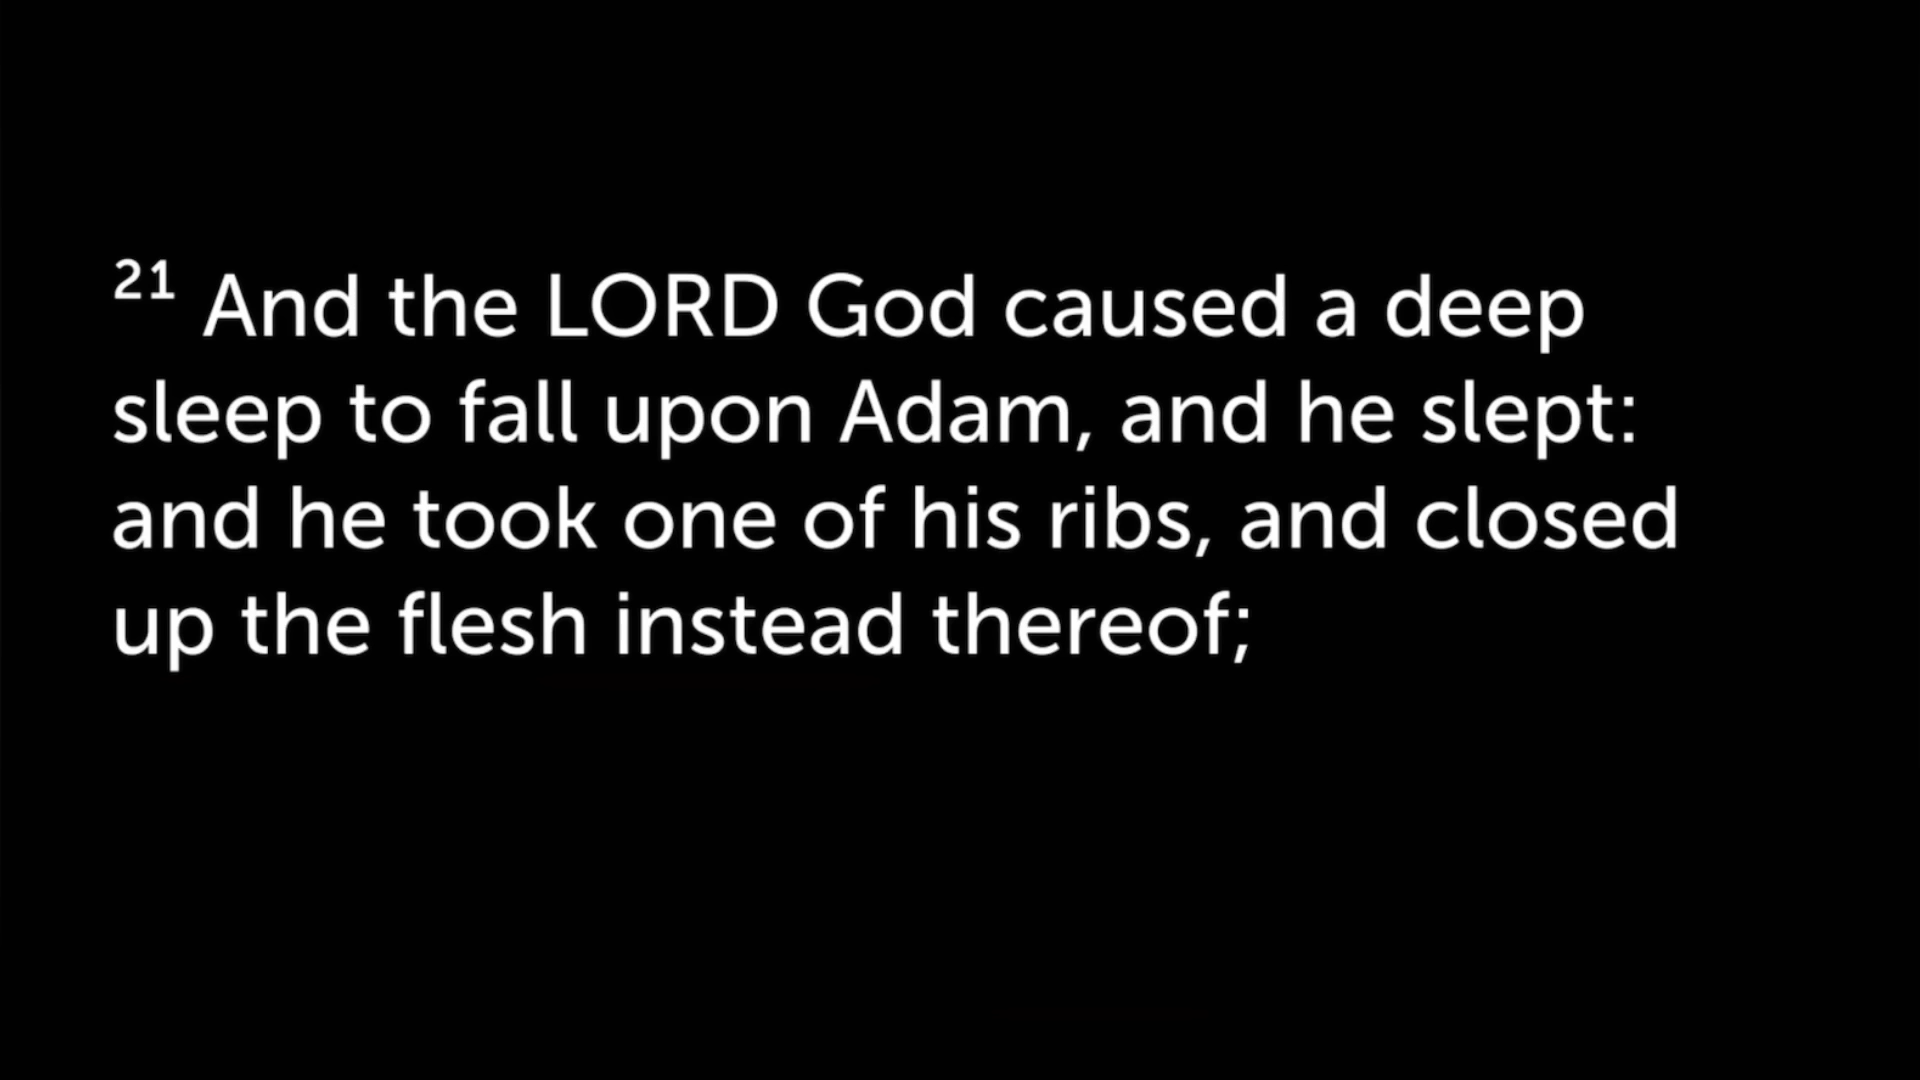 21 And the LORD God caused a deep
sleep to fall upon Adam, and he slept:
and he took one of his ribs, and closed
up the flesh instead thereof;